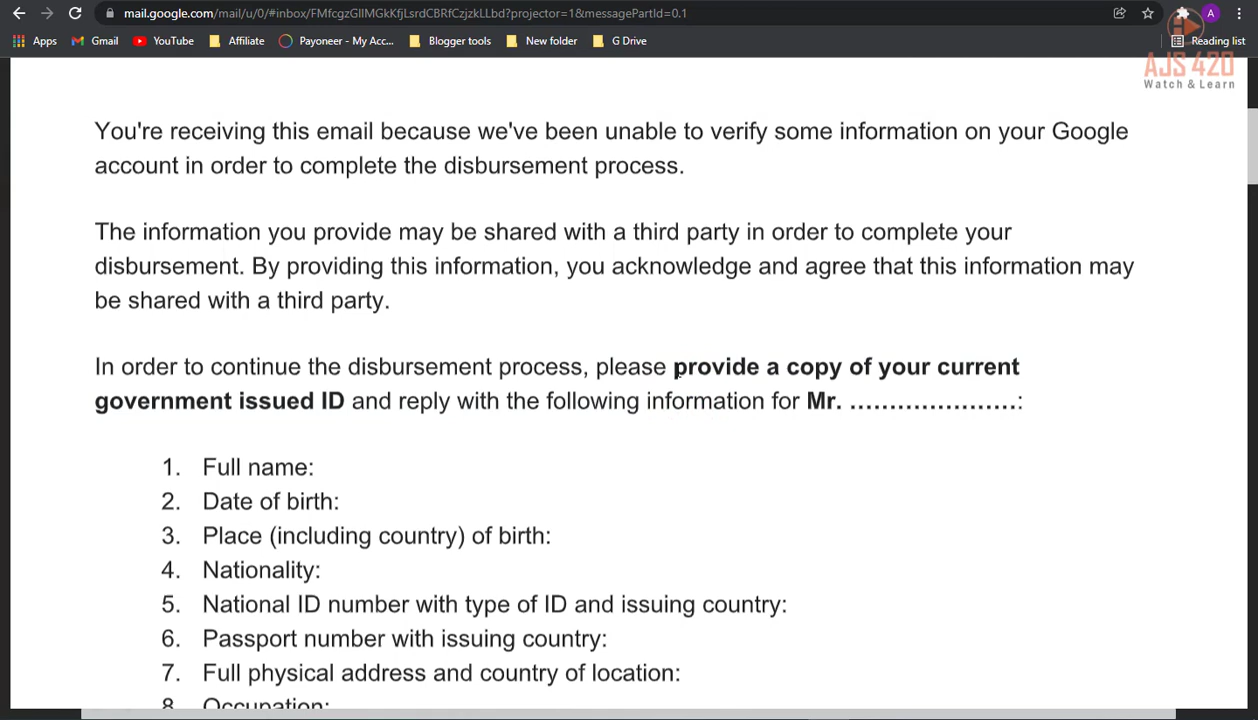 mail.google.com/mail/u/0/#inbox/FMfcgzGllMGkKfjLsrdCBRfCzjzkLLbd?projector=1&messagePartId=0.1
A
Apps Gmail YouTube Affiliate Payoneer - My Acc... Blogger tools New folder G Drive Reading list
AJS 420
Watch & Learn
You're receiving this email because we've been unable to verify some information on your Google
account in order to complete the disbursement process.
The information you provide may be shared with a third party in order to complete your
disbursement. By providing this information, you acknowledge and agree that this information may
be shared with a third party.
In order to continue the disbursement process, please provide a copy of your current
government issued ID and reply with the following information for Mr. ......................:
1. Full name:
2. Date of birth:
3. Place (including country) of birth:
4. Nationality:
5. National ID number with type of ID and issuing country:
6. Passport number with issuing country:
7. Full physical address and country of location:
8. Occupation: